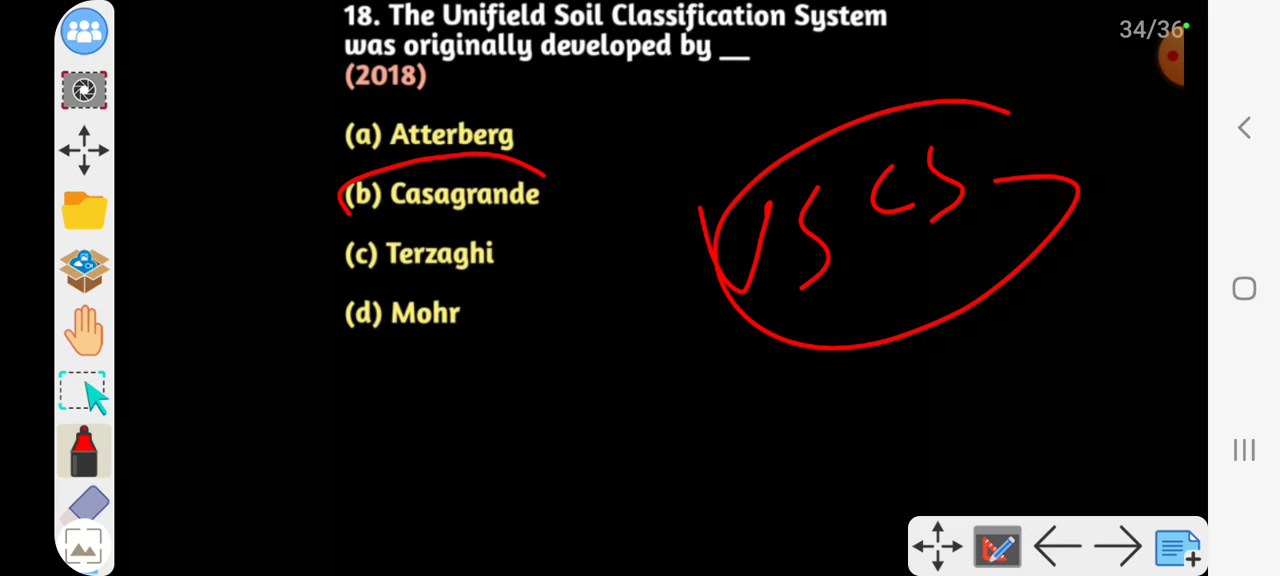 18. The Unifield Soil Classification System
was originally developed by __
(2018)
34/36
(a) Atterberg
(b) Casagrande
(c) Terzaghi
(d) Mohr
USCS